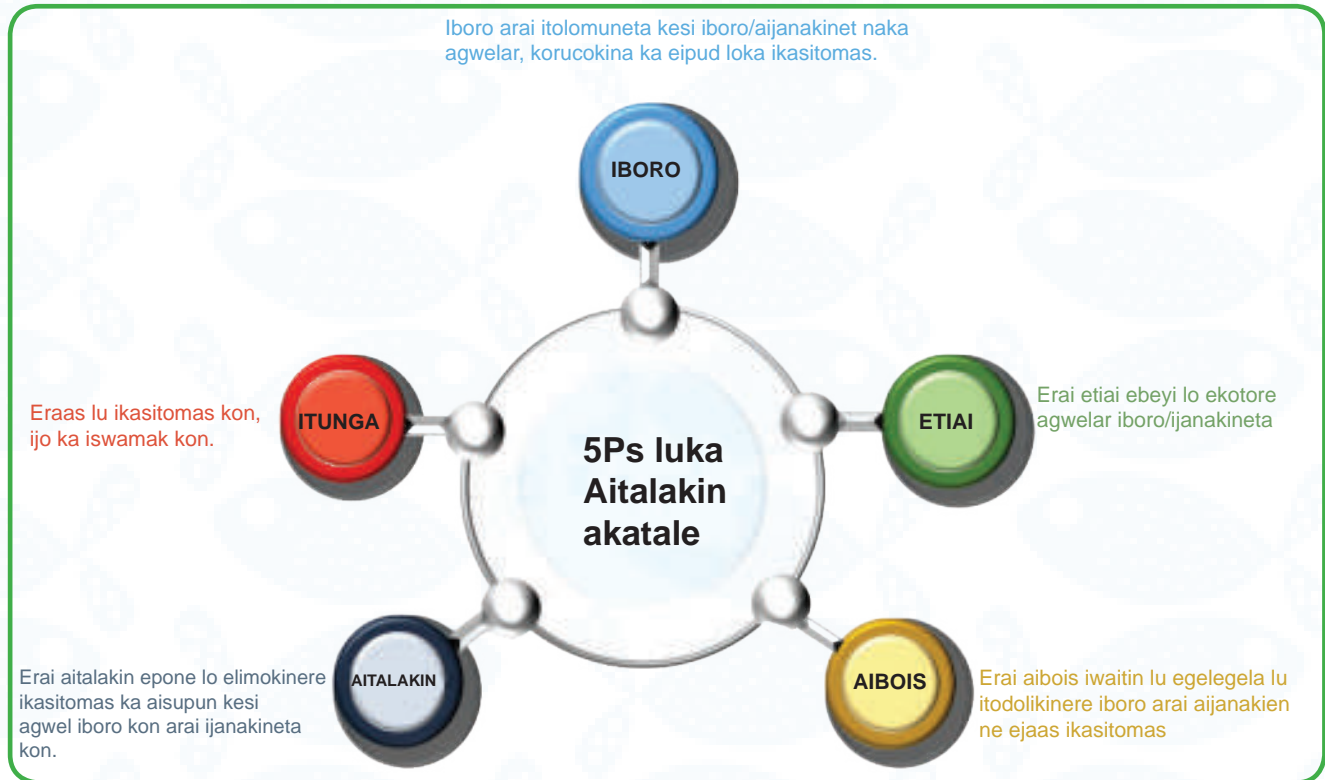 Iboro arai itolomuneta kesi iboro/aijanakinet naka
agwelar, korucokina ka eipud loka ikasitomas.
IBORO
Eraas lu ikasitomas kon,
ijo ka iswamak kon.
ITUNGA
5Ps luka
Aitalakin
akatale
ETIAI
Erai etiai ebeyi lo ekotore
agwelar iboro/ijanakineta
Erai aitalakin epone lo elimokinere
ikasitomas ka aisupun kesi
agwel iboro kon arai ijanakineta
kon.
AITALAKIN
AIBOIS
Erai aibois iwaitin lu egelegela lu
itodolikinere iboro arai aijanakien
ne ejaas ikasitomas